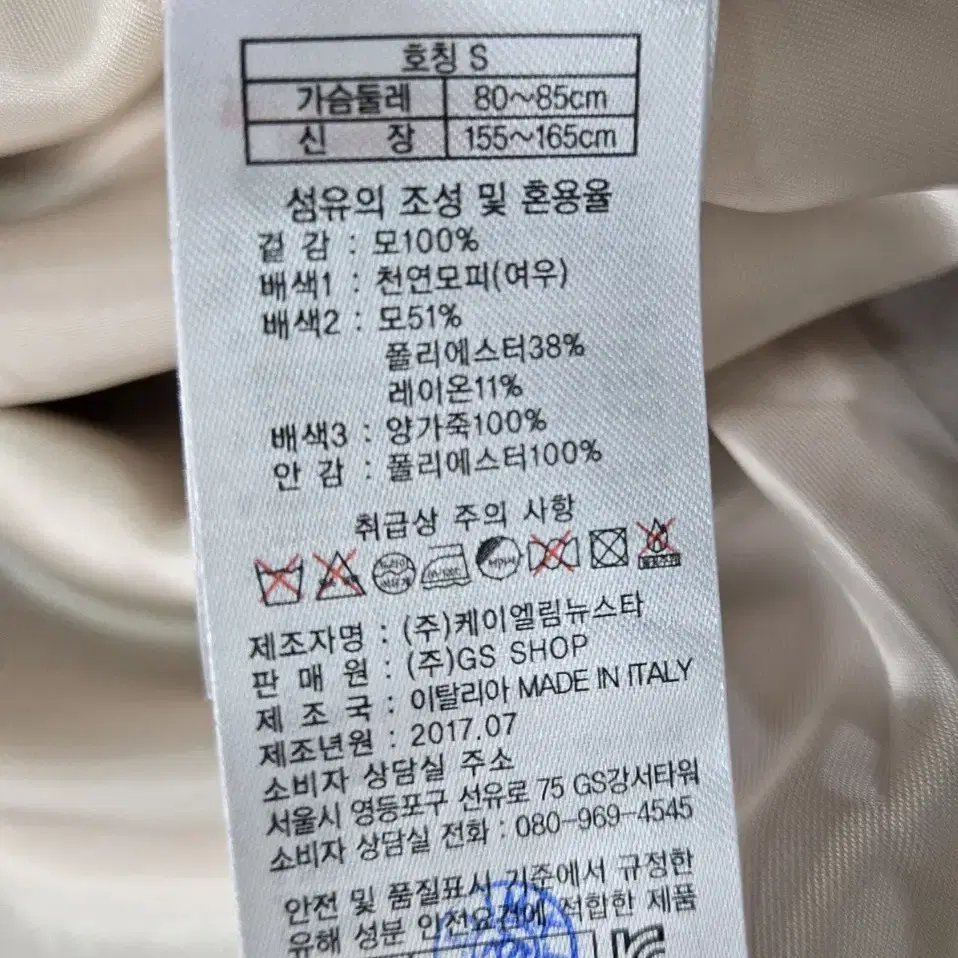 호칭 S
가슴둘레 80~85cm
신 장 155~165cm
섬유의 조성 및 혼용율
겉 감 : 모100%
배색1 : 천연모피(여우)
배색2 : 모51%
폴리에스터38%
레이온11%
배색3 : 양가죽100%
안 감 : 폴리에스터100%
취급상 주의 사항
드라이
제조자명 : (주)케이엘림뉴스타
판 매 원 : (주)GS SHOP
제 조 국 : 이탈리아 MADE IN ITALY
제조년원 : 2017.07
소비자 상담실 주소
서울시 영등포구 선유로 75 GS강서타워
소비자 상담실 전화 : 080-969-4545
안전 및 품질표시 기준에서 규정한
유해 성분 안전요건에 적합한 제품